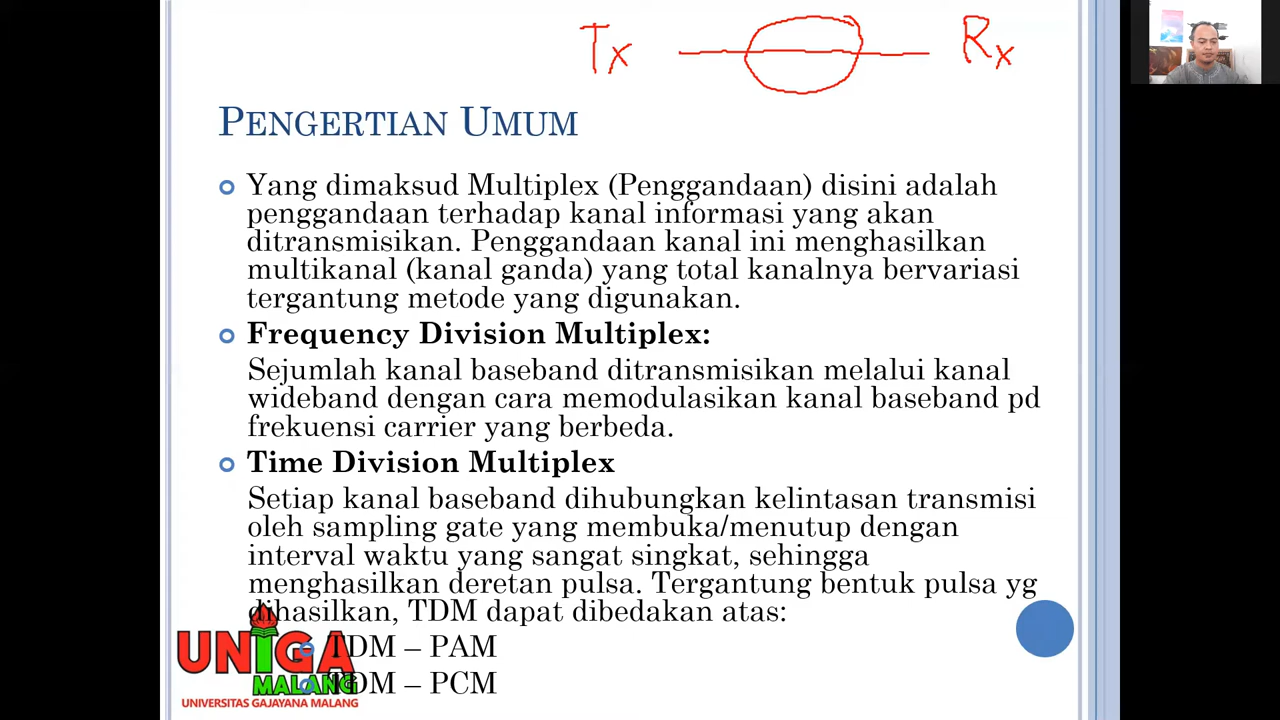 Tx Rx
PENGERTIAN UMUM
Yang dimaksud Multiplex (Penggandaan) disini adalah
penggandaan terhadap kanal informasi yang akan
ditransmisikan. Penggandaan kanal ini menghasilkan
multikanal (kanal ganda) yang total kanalnya bervariasi
tergantung metode yang digunakan.
Frequency Division Multiplex:
Sejumlah kanal baseband ditransmisikan melalui kanal
wideband dengan cara memodulasikan kanal baseband pd
frekuensi carrier yang berbeda.
Time Division Multiplex
Setiap kanal baseband dihubungkan kelintasan transmisi
oleh sampling gate yang membuka/menutup dengan
interval waktu yang sangat singkat, sehingga
menghasilkan deretan pulsa. Tergantung bentuk pulsa yg
dihasilkan, TDM dapat dibedakan atas:
TDM – PAM
TDM – PCM
UNIGA
MALANG
UNIVERSITAS GAJAYANA MALANG